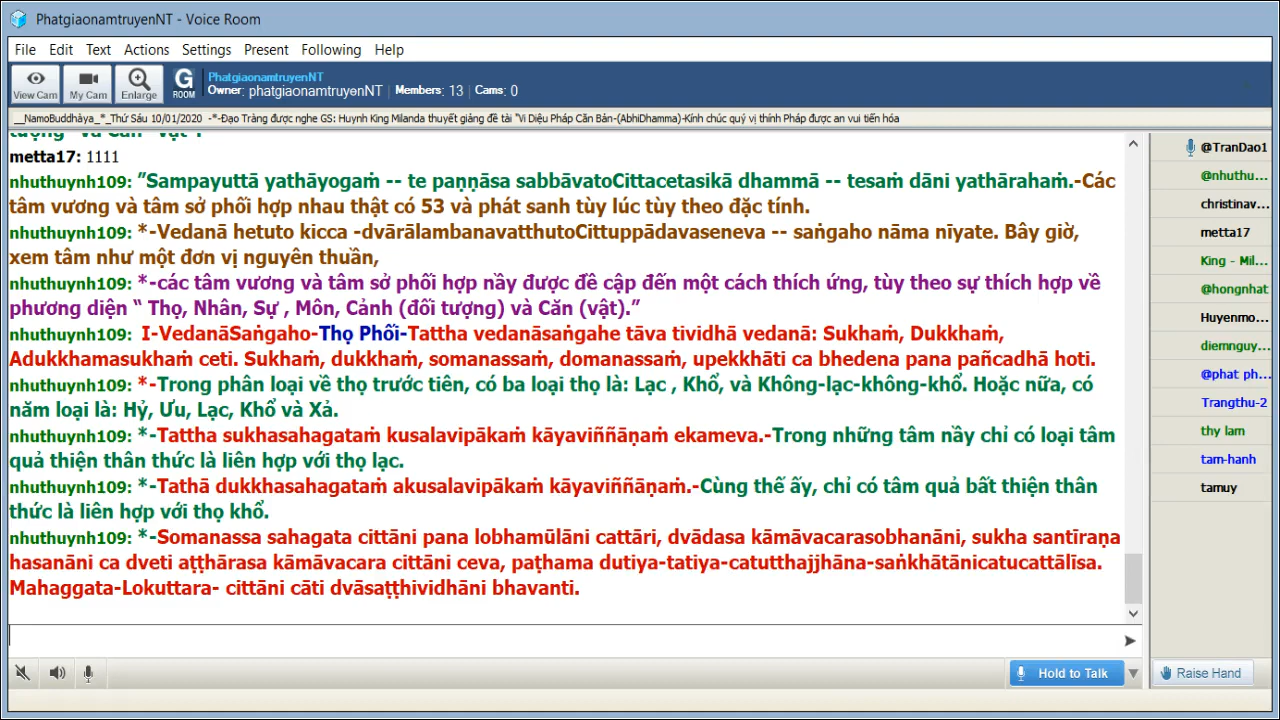 PhatgiaonamtruyenNT - Voice Room
File Edit Text Actions Settings Present Following Help
View Cam My Cam Enlarge G ROOM
PhatgiaonamtruyenNT
Owner: phatgiaonamtruyenNT Members: 13 Cams: 0
__NamoBuddhàya_*_Thứ Sáu 10/01/2020 -*-Đạo Tràng được nghe GS: Huynh King Milanda thuyết giảng đề tài "Vi Diệu Pháp Căn Bản-(AbhiDhamma)-Kính chúc quý vị thính Pháp được an vui tiến hóa
metta17: 1111
nhuthuynh109: "Sampayuttā yathāyogaṁ -- te paṇṇāsa sabbāvatoCittacetasikā dhammā -- tesaṁ dāni yathārahaṁ.-Các
tâm vương và tâm sở phối hợp nhau thật có 53 và phát sanh tùy lúc tùy theo đặc tính.
nhuthuynh109: *-Vedanā hetuto kicca -dvārālambanavatthutoCittuppādavaseneva -- saṅgaho nāma nīyate. Bây giờ,
xem tâm như một đơn vị nguyên thuần,
nhuthuynh109: *-các tâm vương và tâm sở phối hợp nầy được đề cập đến một cách thích ứng, tùy theo sự thích hợp về
phương diện “ Thọ, Nhân, Sự , Môn, Cảnh (đối tượng) và Căn (vật).”
nhuthuynh109: I-VedanāSaṅgaho-Thọ Phối-Tattha vedanāsaṅgahe tāva tividhā vedanā: Sukhaṁ, Dukkhaṁ,
Adukkhamasukhaṁ ceti. Sukhaṁ, dukkhaṁ, somanassaṁ, domanassaṁ, upekkhāti ca bhedena pana pañcadhā hoti.
nhuthuynh109: *-Trong phân loại về thọ trước tiên, có ba loại thọ là: Lạc , Khổ, và Không-lạc-không-khổ. Hoặc nữa, có
năm loại là: Hỷ, Ưu, Lạc, Khổ và Xả.
nhuthuynh109: *-Tattha sukhasahagataṁ kusalavipākaṁ kāyaviññāṇaṁ ekameva.-Trong những tâm nầy chỉ có loại tâm
quả thiện thân thức là liên hợp với thọ lạc.
nhuthuynh109: *-Tathā dukkhasahagataṁ akusalavipākaṁ kāyaviññāṇaṁ.-Cùng thế ấy, chỉ có tâm quả bất thiện thân
thức là liên hợp với thọ khổ.
nhuthuynh109: *-Somanassa sahagata cittāni pana lobhamūlāni cattāri, dvādasa kāmāvacarasobhanāni, sukha santīraṇa
hasanāni ca dveti aṭṭhārasa kāmāvacara cittāni ceva, paṭhama dutiya-tatiya-catutthajjhāna-saṅkhātānicatucattālīsa.
Mahaggata-Lokuttara- cittāni cāti dvāsaṭṭhividhāni bhavanti.
@TranDao1
@nhuthu...
christinav...
metta17
King - Mil...
@hongnhat
Huyenmo...
diemnguy...
@phat ph...
Trangthu-2
thy lam
tam-hanh
tamuy
Hold to Talk
Raise Hand